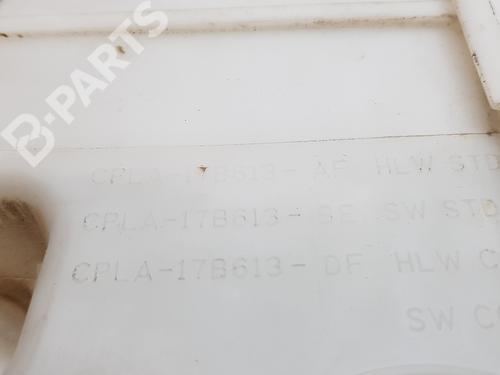 B-PARTS
CPLA-17B613- AF HLW STD
CPLA-17B613- BE SW STD
CPLA-17B613- DF HLW
SW